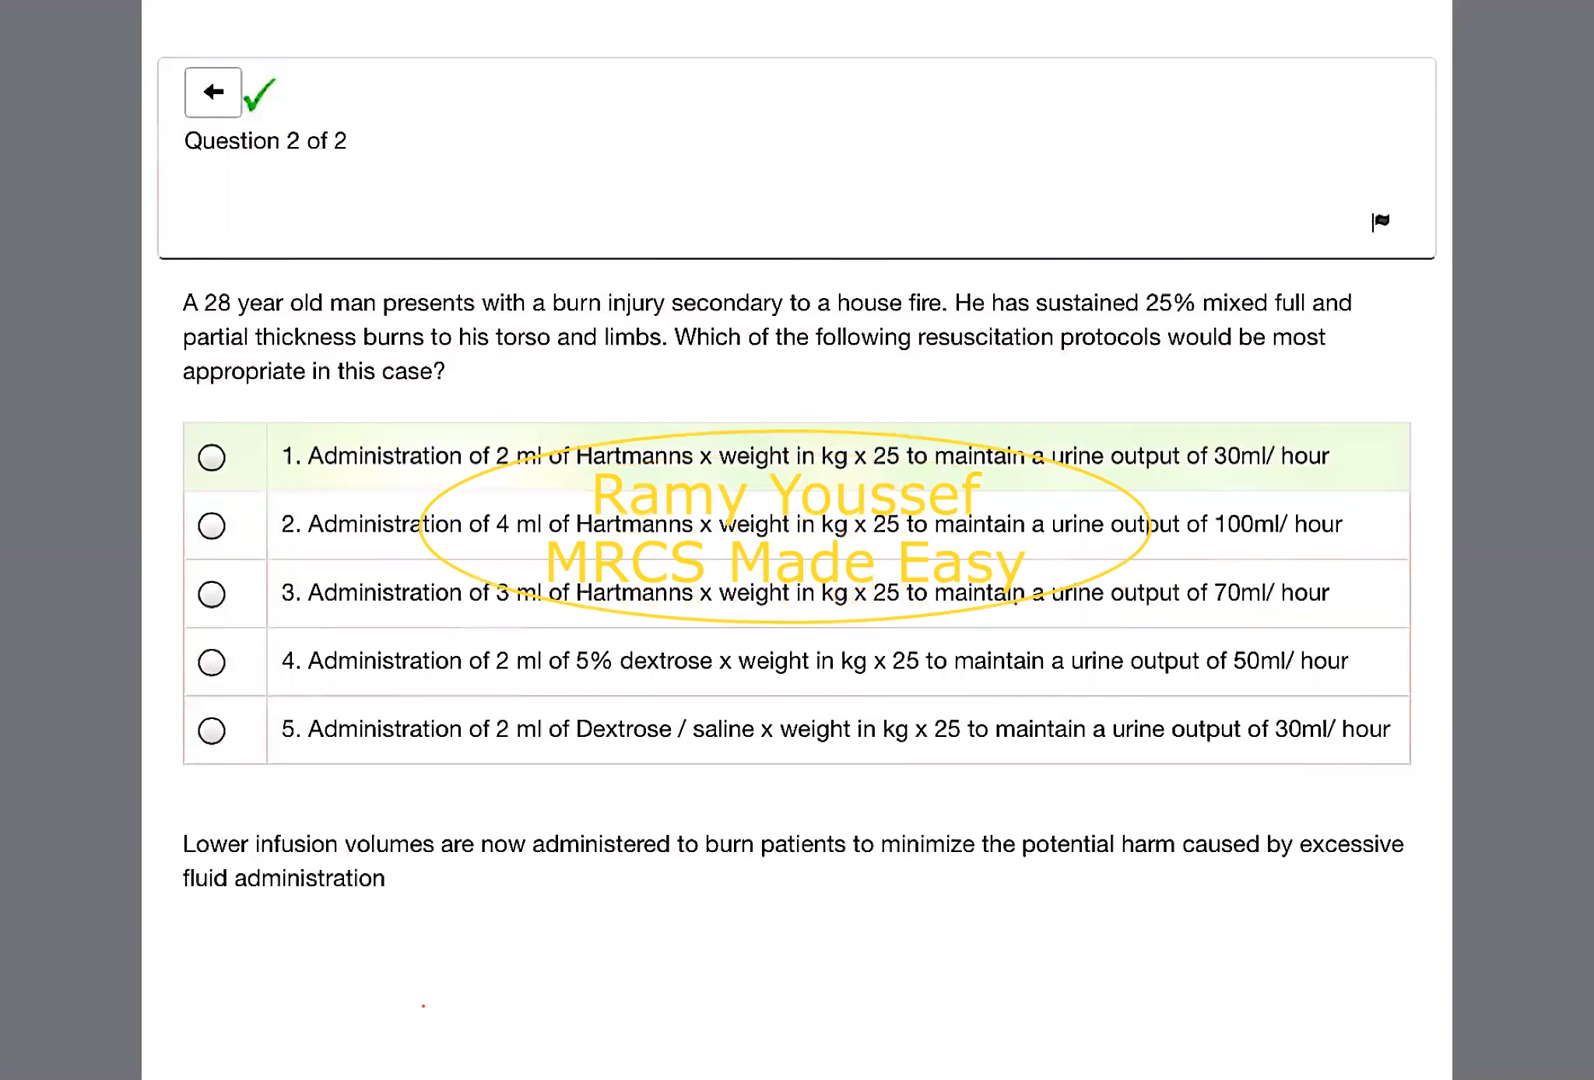 Question 2 of 2
A 28 year old man presents with a burn injury secondary to a house fire. He has sustained 25% mixed full and
partial thickness burns to his torso and limbs. Which of the following resuscitation protocols would be most
appropriate in this case?
1. Administration of 2 ml of Hartmanns x weight in kg x 25 to maintain a urine output of 30ml/ hour
Ramy Youssef
2. Administration of 4 ml of Hartmanns x weight in kg x 25 to maintain a urine output of 100ml/ hour
MRCS Made Easy
3. Administration of 3 ml of Hartmanns x weight in kg x 25 to maintain a urine output of 70ml/ hour
4. Administration of 2 ml of 5% dextrose x weight in kg x 25 to maintain a urine output of 50ml/ hour
5. Administration of 2 ml of Dextrose / saline x weight in kg x 25 to maintain a urine output of 30ml/ hour
Lower infusion volumes are now administered to burn patients to minimize the potential harm caused by excessive
fluid administration